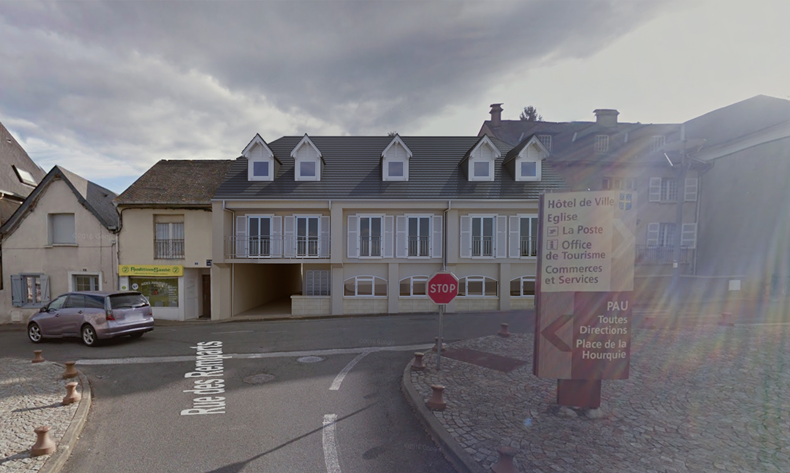 Hôtel de Ville
Eglise
La Poste
i Office
de Tourisme
Commerces
et Services
PAU
Toutes
Directions
Place de la
Hourquie
STOP
Rue des Remparts